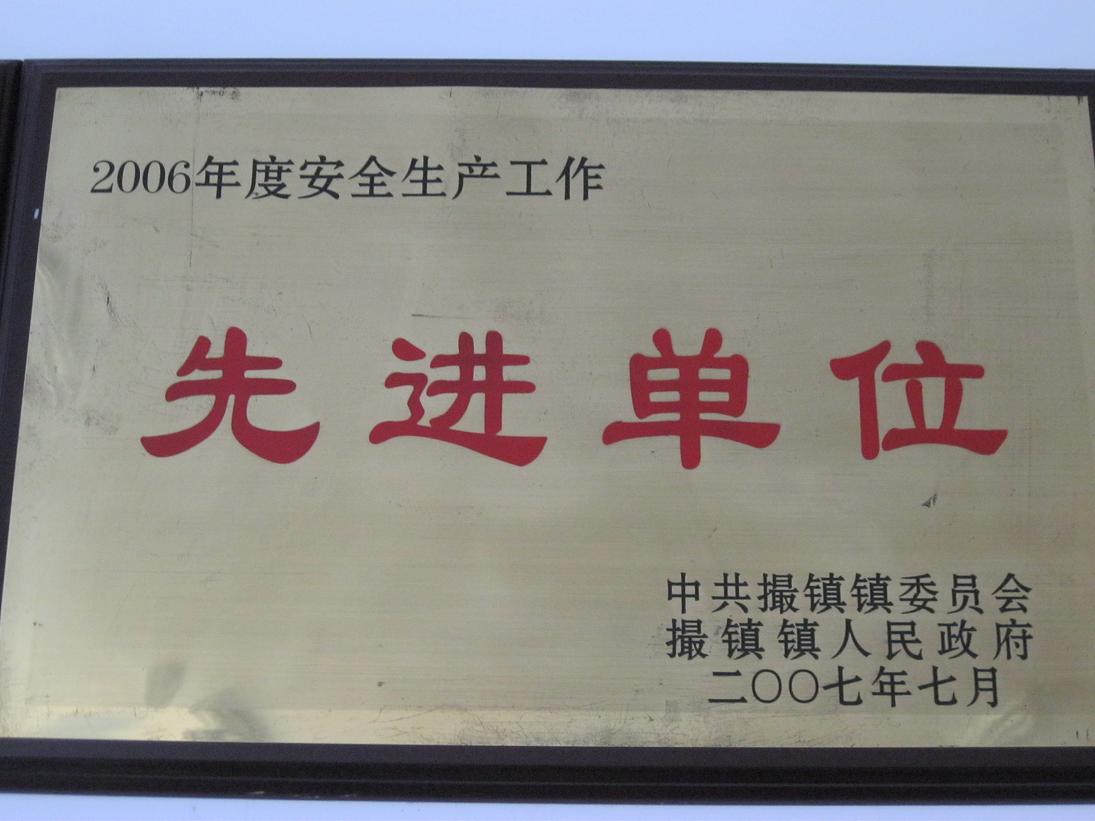 2006年度安全生产工作
先进单位
中共撮镇镇委员会
撮镇镇人民政府
二〇〇七年七月